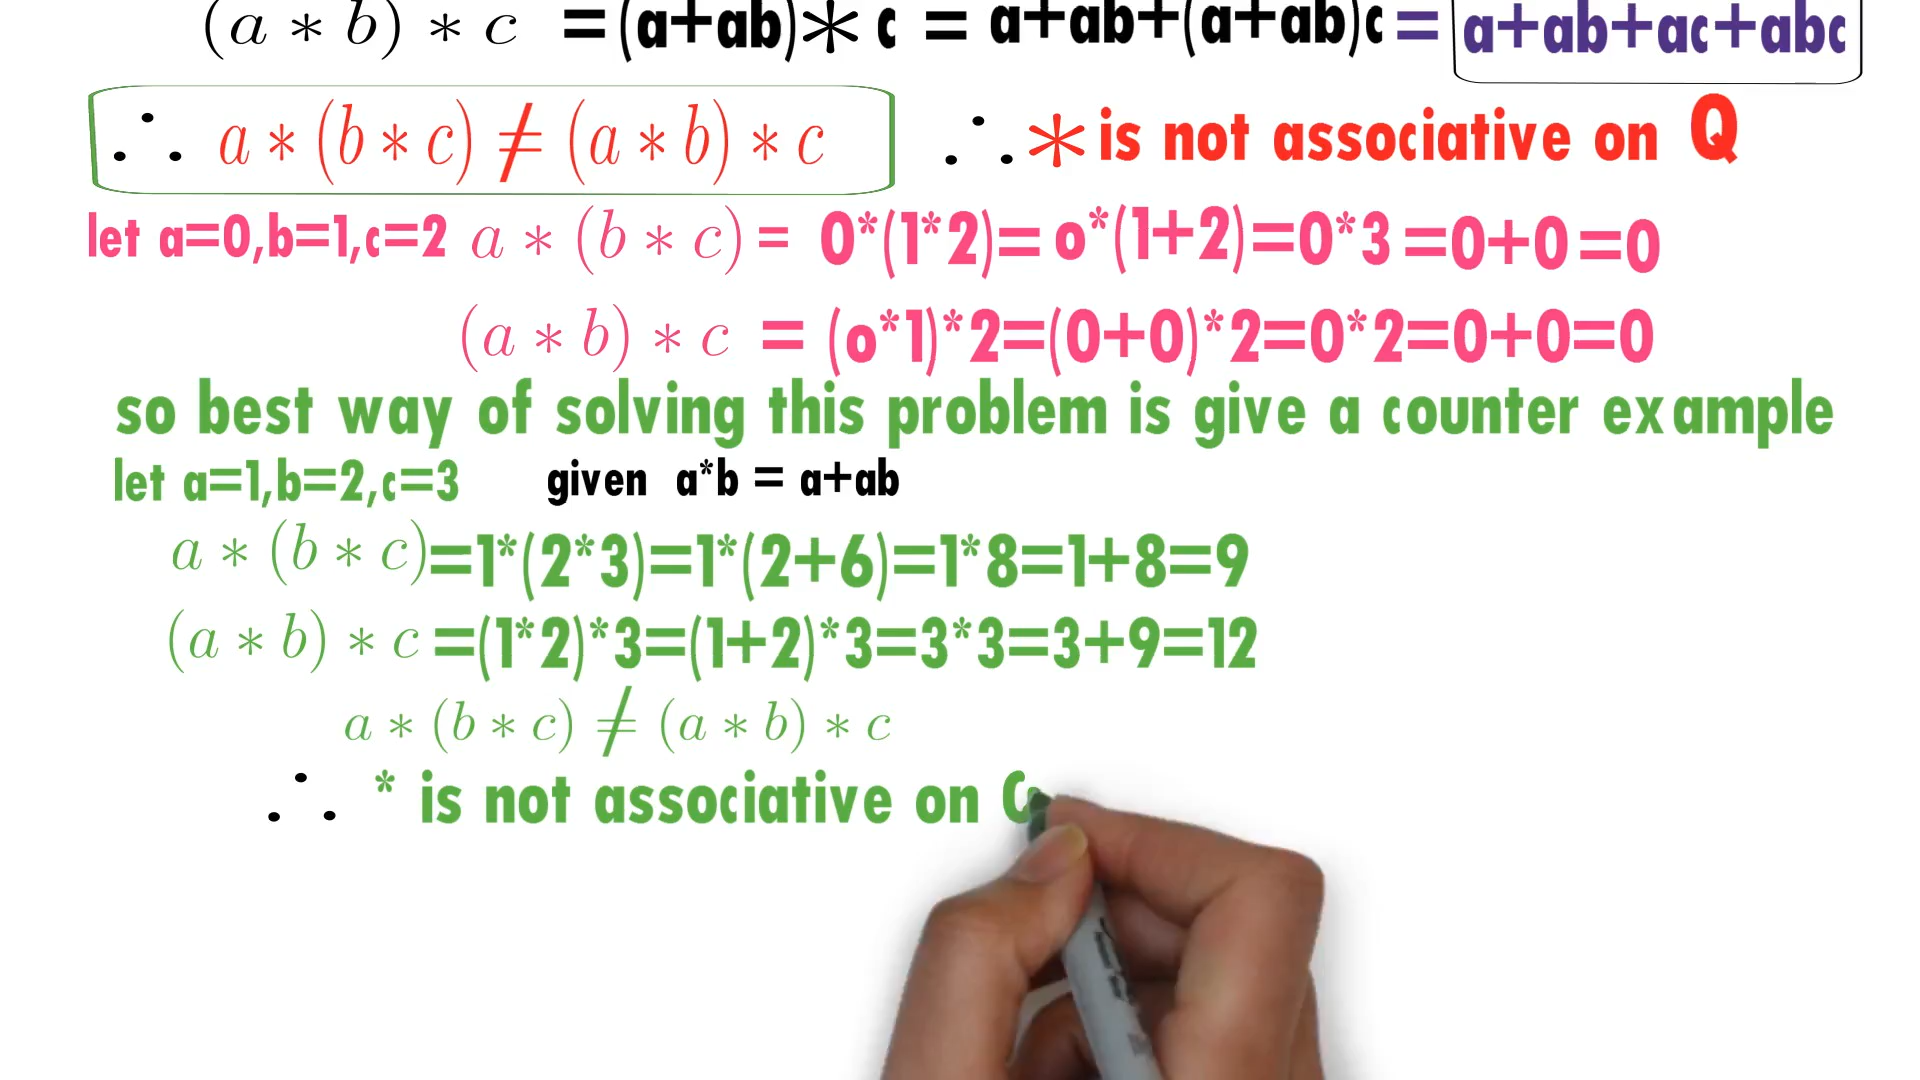 (a * b) * c = (a+ab)* c = a+ab+(a+ab)c = a+ab+ac+abc
∴ a * (b * c) ≠ (a * b) * c ∴ * is not associative on Q
let a=0,b=1,c=2 a * (b * c) = 0*(1*2)= o*(1+2)=0*3 =0+0 =0
(a * b) * c = (o*1)*2=(0+0)*2=0*2=0+0=0
so best way of solving this problem is give a counter example
let a=1,b=2,c=3 given a*b = a+ab
a * (b * c)=1*(2*3)=1*(2+6)=1*8=1+8=9
(a * b) * c =(1*2)*3=(1+2)*3=3*3=3+9=12
a * (b * c) ≠ (a * b) * c
∴ * is not associative on